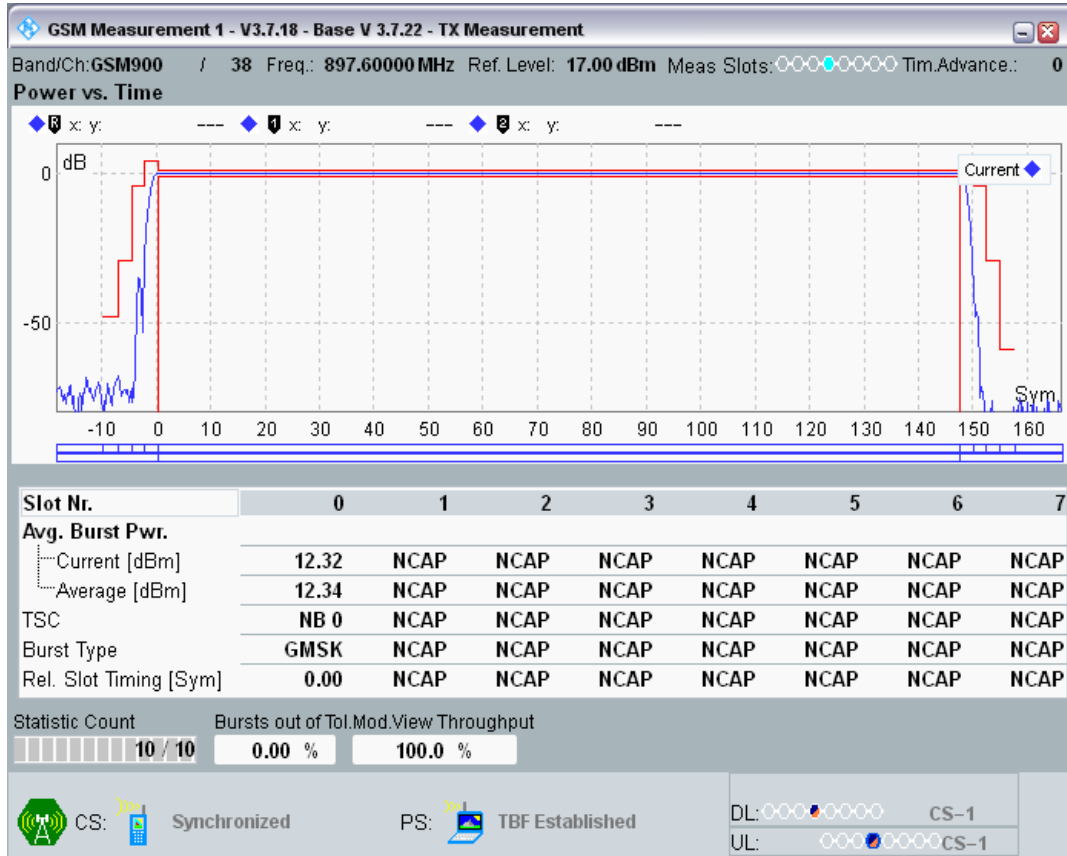 GSM Measurement 1 - V3.7.18 - Base V 3.7.22 - TX Measurement
Band/Ch:GSM900 / 38 Freq.: 897.60000 MHz Ref. Level: 17.00 dBm Meas Slots: Tim.Advance.: 0
Power vs. Time
R x: y: --- 1 x: y: --- 2 x: y: ---
dB
Current
0
-50
Sym
-10 0 10 20 30 40 50 60 70 80 90 100 110 120 130 140 150 160
Slot Nr. 0 1 2 3 4 5 6 7
Avg. Burst Pwr.
Current [dBm] 12.32 NCAP NCAP NCAP NCAP NCAP NCAP NCAP
Average [dBm] 12.34 NCAP NCAP NCAP NCAP NCAP NCAP NCAP
TSC NB 0 NCAP NCAP NCAP NCAP NCAP NCAP NCAP
Burst Type GMSK NCAP NCAP NCAP NCAP NCAP NCAP NCAP
Rel. Slot Timing [Sym] 0.00 NCAP NCAP NCAP NCAP NCAP NCAP NCAP
Statistic Count Bursts out of Tol. Mod.View Throughput
10 / 10 0.00 % 100.0 %
CS: Synchronized PS: TBF Established DL: CS-1
UL: CS-1